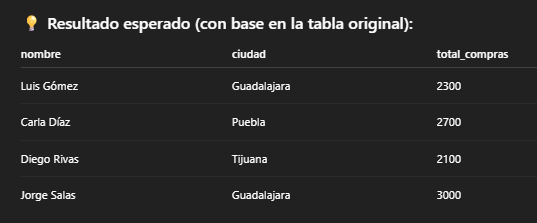 💡 Resultado esperado (con base en la tabla original):
nombre ciudad total_compras
Luis Gómez Guadalajara 2300
Carla Díaz Puebla 2700
Diego Rivas Tijuana 2100
Jorge Salas Guadalajara 3000